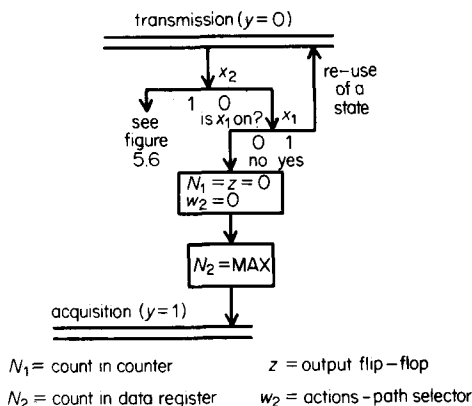 transmission (y=0)
x₂
1 0
re-use
of a
state
see
figure
5.6
is x₁ on? x₁
0 1
no yes
N₁ = z = 0
w₂ = 0
N₂ = MAX
acquisition (y=1)
N₁ = count in counter
z = output flip-flop
N₂ = count in data register
w₂ = actions-path selector